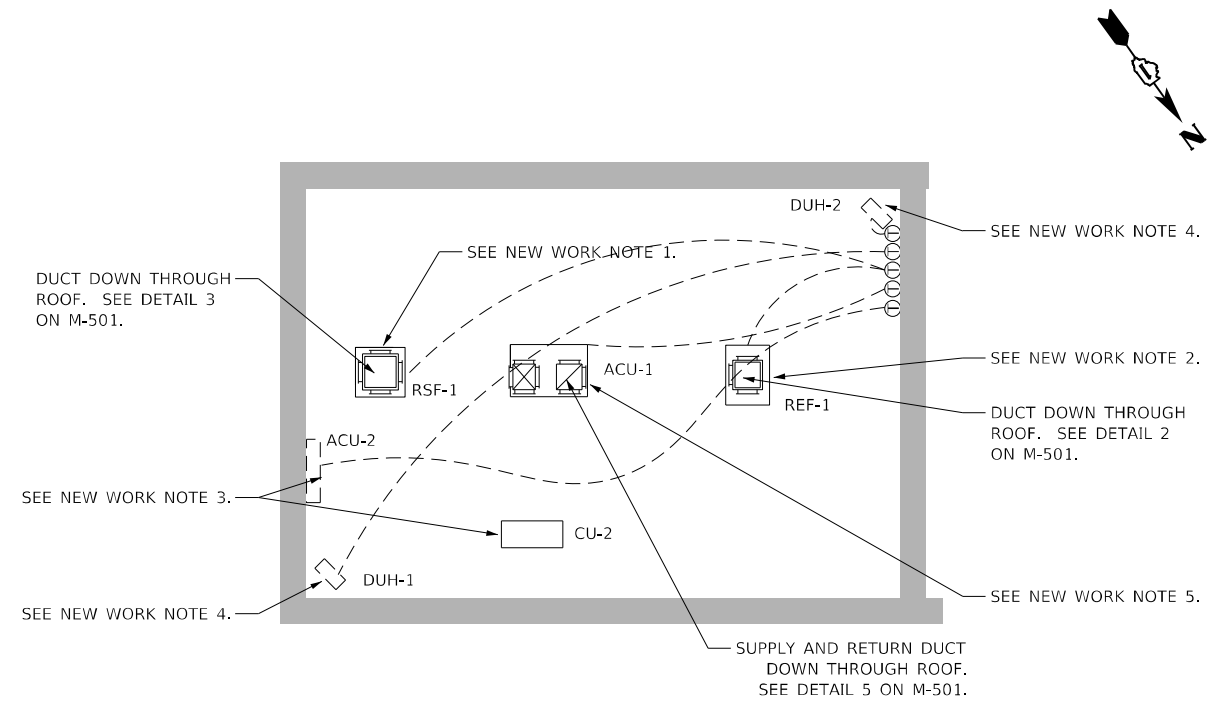 N
DUH-2
SEE NEW WORK NOTE 4.
SEE NEW WORK NOTE 1.
DUCT DOWN THROUGH
ROOF. SEE DETAIL 3
ON M-501.
SEE NEW WORK NOTE 2.
ACU-1
RSF-1
REF-1
DUCT DOWN THROUGH
ROOF. SEE DETAIL 2
ON M-501.
ACU-2
SEE NEW WORK NOTE 3.
CU-2
DUH-1
SEE NEW WORK NOTE 5.
SEE NEW WORK NOTE 4.
SUPPLY AND RETURN DUCT
DOWN THROUGH ROOF.
SEE DETAIL 5 ON M-501.